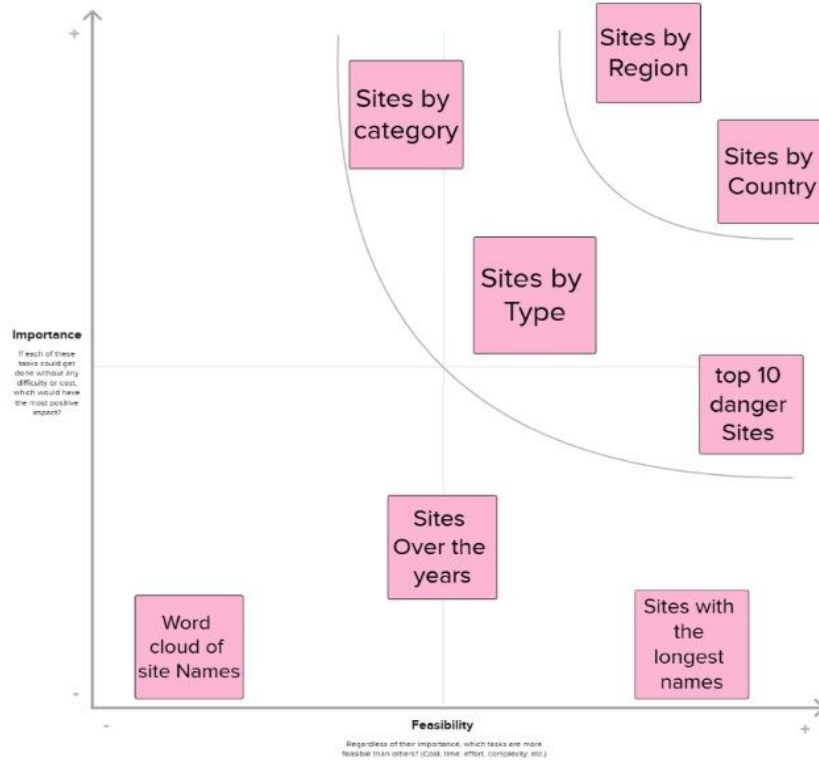 +
Sites by
Region
Sites by
category
Sites by
Country
Sites by
Type
Importance
If each of these
tasks could get
done without any
difficulty or cost,
which would have
the most positive
impact?
top 10
danger
Sites
Sites
Over the
years
Word
cloud of
site Names
Sites with
the
longest
names
-
-
Feasibility
+
Regardless of their importance, which tasks are more
feasible than others? (Cost, time, effort, complexity, etc.)